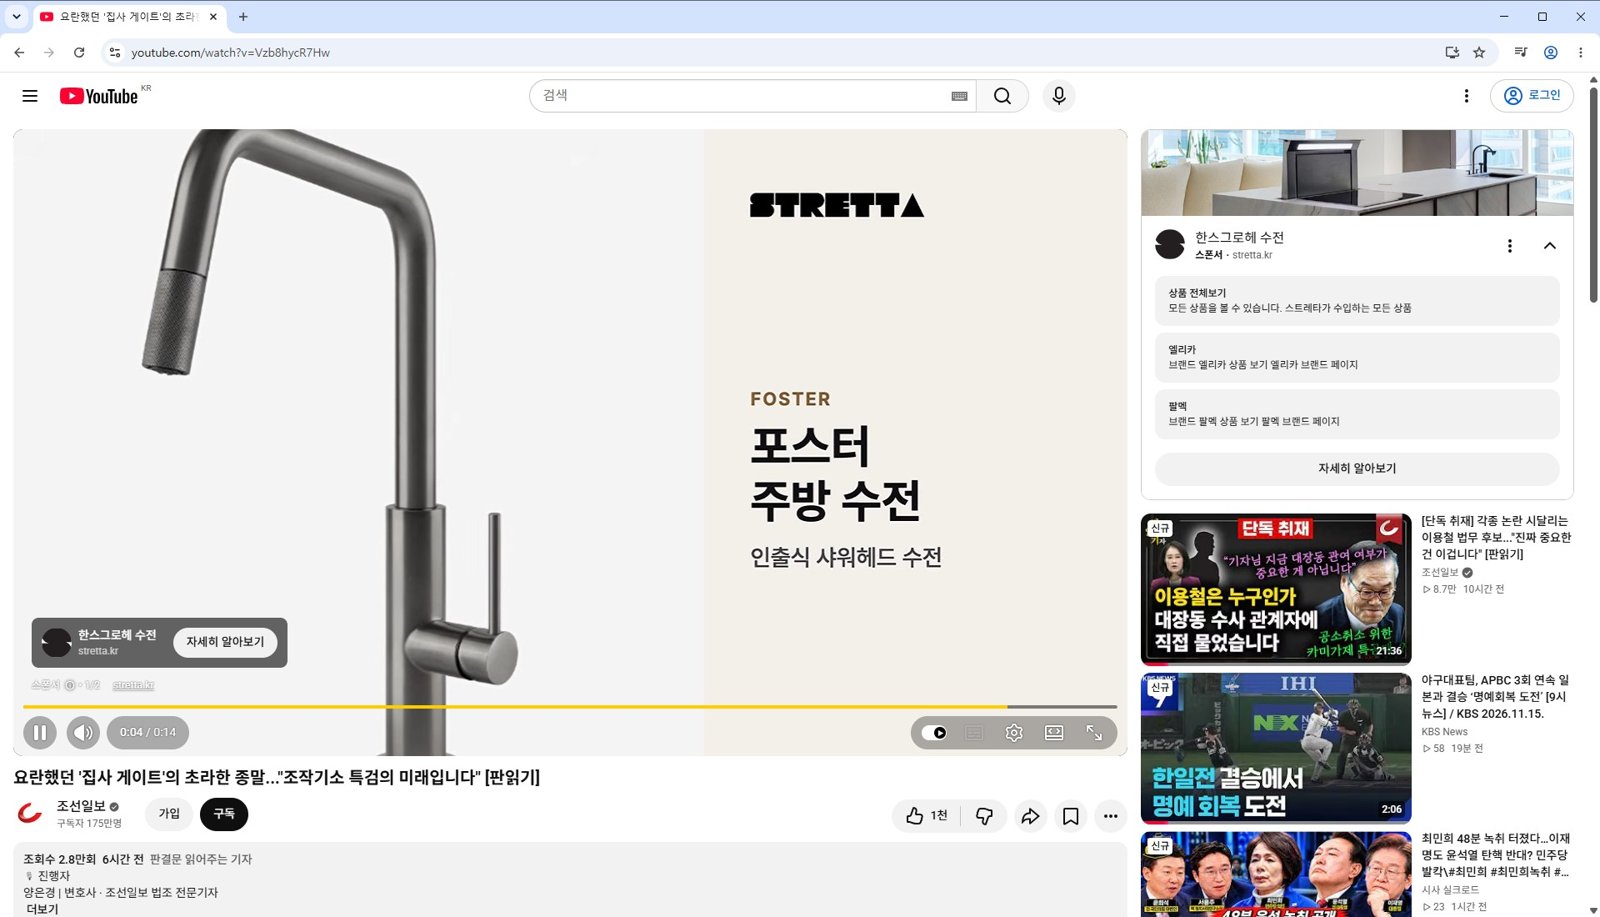 요란했던 '집사 게이트'의 초라한
youtube.com/watch?v=Vzb8hycR7Hw
YouTube KR
검색
로그인
STRETTA
FOSTER
포스터
주방 수전
인출식 샤워헤드 수전
한스그로헤 수전
stretta.kr
자세히 알아보기
스폰서 · 1/2 stretta.kr
0:04 / 0:14
요란했던 '집사 게이트'의 초라한 종말..."조작기소 특검의 미래입니다" [판읽기]
조선일보
구독자 175만명
가입
구독
1천
조회수 2.8만회 6시간 전 판결문 읽어주는 기자
🎙 진행자
양은경 | 변호사 · 조선일보 법조 전문기자
더보기
한스그로헤 수전
스폰서 · stretta.kr
상품 전체보기
모든 상품을 볼 수 있습니다. 스트레타가 수입하는 모든 상품
엘리카
브랜드 엘리카 상품 보기 엘리카 브랜드 페이지
팔멕
브랜드 팔멕 상품 보기 팔멕 브랜드 페이지
자세히 알아보기
신규
단독 취재
"기자님 지금 대장동 관여 여부가
중요한 게 아닙니다"
이용철은 누구인가
대장동 수사 관계자에
직접 물었습니다
공소취소 위한
카미가제 특
21:36
[단독 취재] 각종 논란 시달리는
이용철 법무 후보..."진짜 중요한
건 이겁니다" [판읽기]
조선일보
8.7만 10시간 전
신규
IHI
한일전 결승에서
명예 회복 도전
2:06
야구대표팀, APBC 3회 연속 일
본과 결승 '명예회복 도전' [9시
뉴스] / KBS 2026.11.15.
KBS News
58 19분 전
신규
최민희 48분 녹취 터졌다...이재
명도 윤석열 탄핵 반대? 민주당
발칵\#최민희 #최민희녹취 #...
시사 실크로드
23 1시간 전